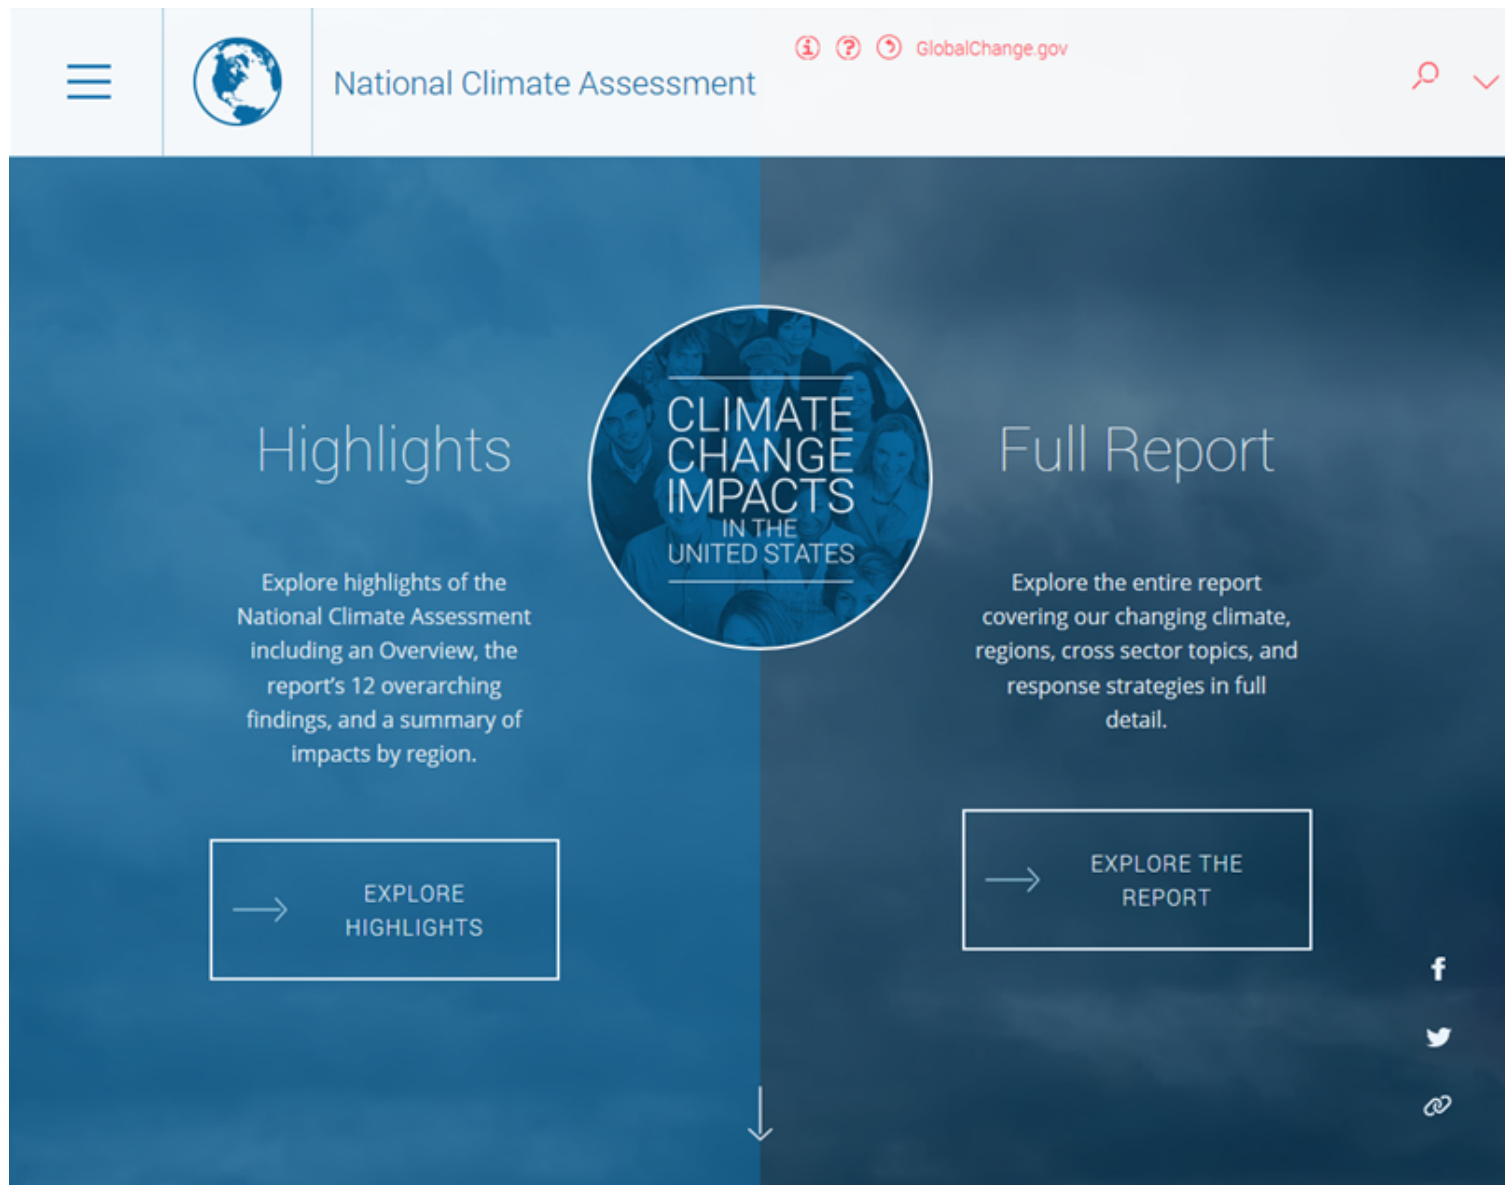 National Climate Assessment
GlobalChange.gov
Highlights
Explore highlights of the
National Climate Assessment
including an Overview, the
report's 12 overarching
findings, and a summary of
impacts by region.
EXPLORE
HIGHLIGHTS
CLIMATE
CHANGE
IMPACTS
IN THE
UNITED STATES
Full Report
Explore the entire report
covering our changing climate,
regions, cross sector topics, and
response strategies in full
detail.
EXPLORE THE
REPORT